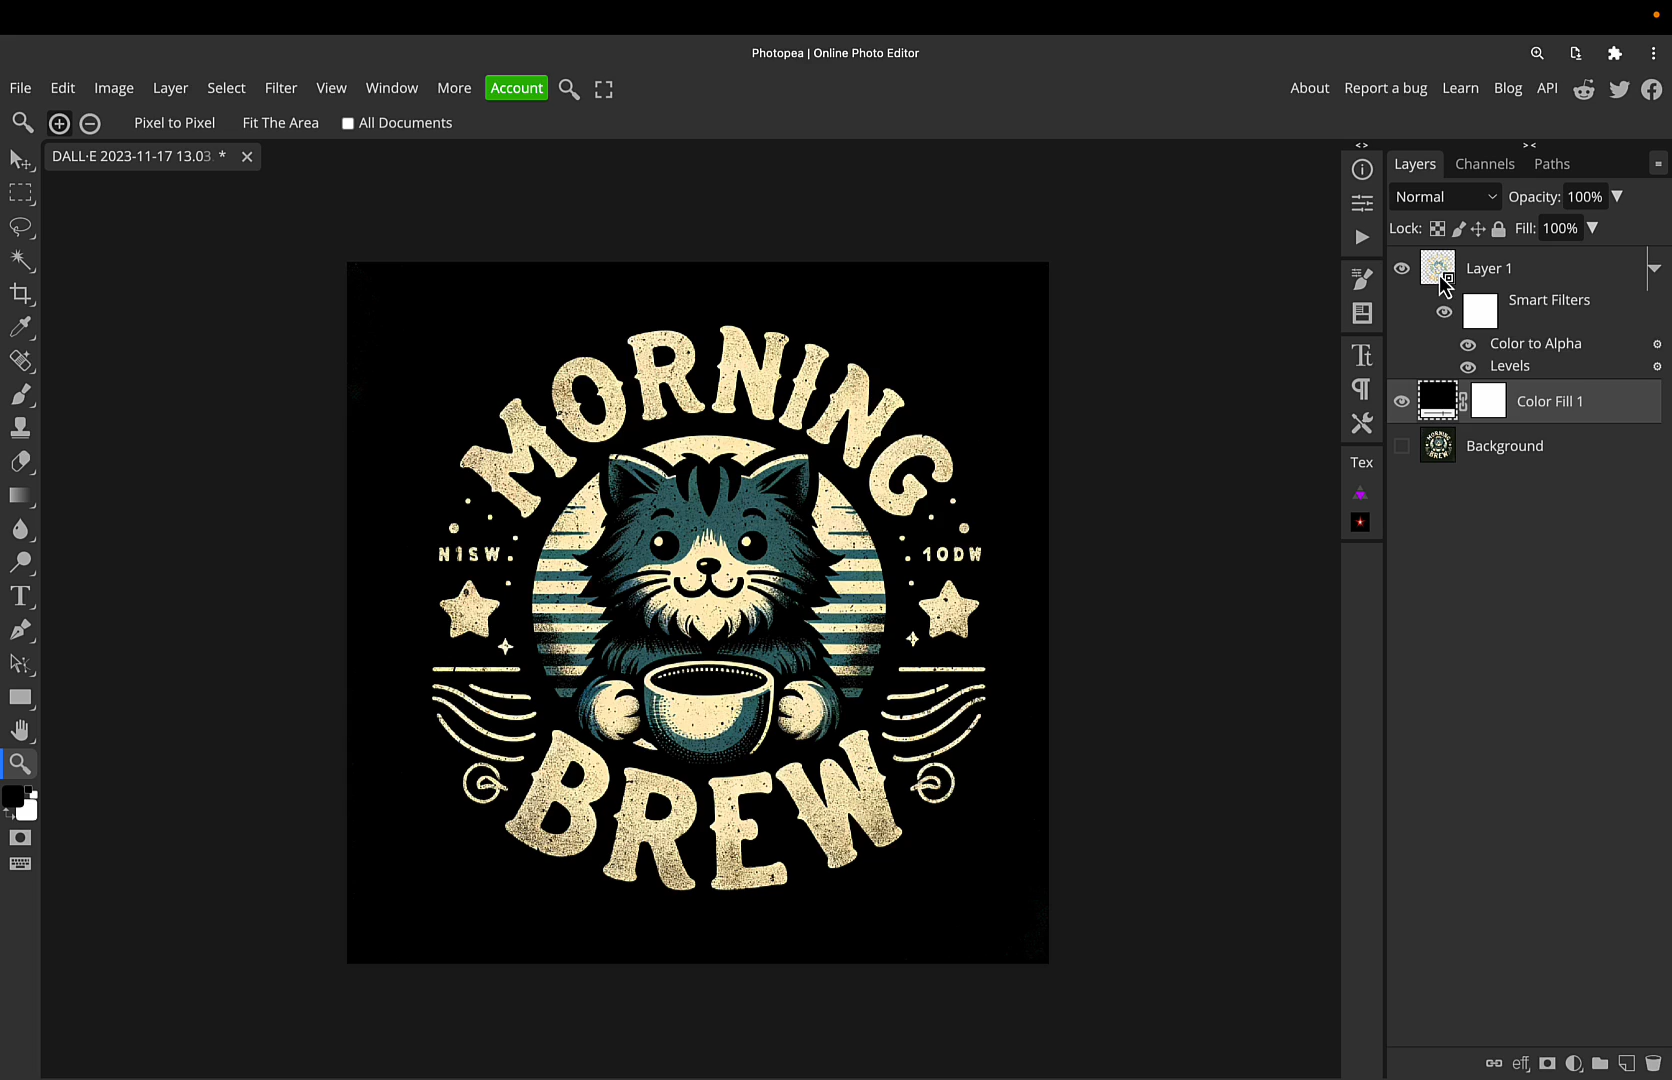 Photopea | Online Photo Editor
File Edit Image Layer Select Filter View Window More Account About Report a bug Learn Blog API
Pixel to Pixel Fit The Area All Documents
DALL·E 2023-11-17 13.03. *
Layers Channels Paths
Normal Opacity: 100%
Lock: Fill: 100%
Layer 1
Smart Filters
Color to Alpha
Levels
Color Fill 1
Background
Tex
MORNING
N1SW. 10DW
BREW
eff